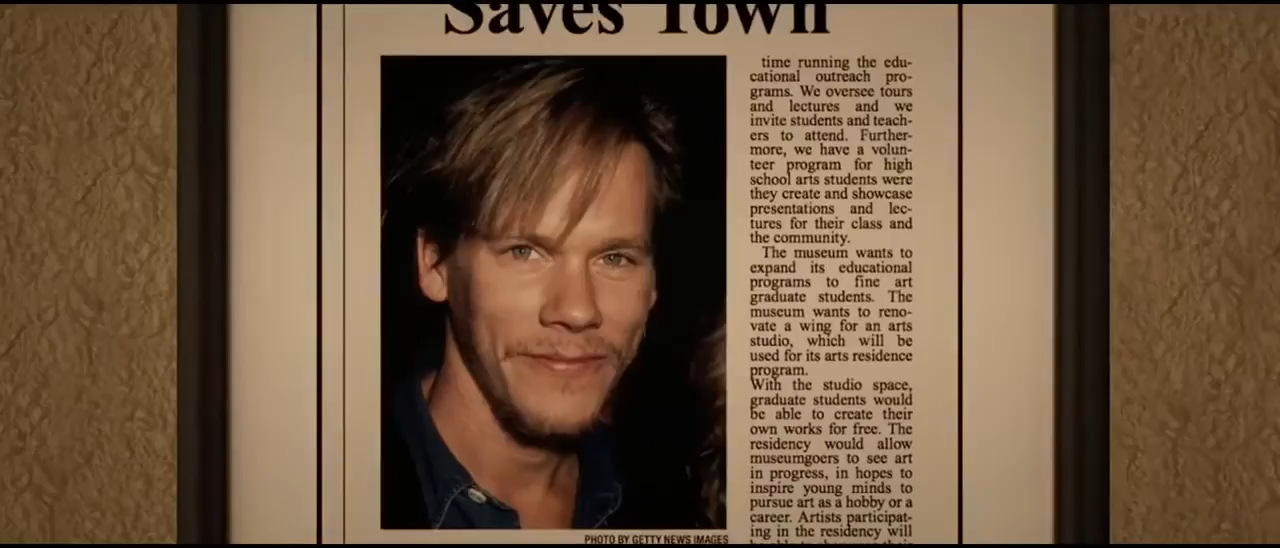 Saves Town
time running the edu-
cational outreach pro-
grams. We oversee tours
and lectures and we
invite students and teach-
ers to attend. Further-
more, we have a volun-
teer program for high
school arts students were
they create and showcase
presentations and lec-
tures for their class and
the community.
The museum wants to
expand its educational
programs to fine art
graduate students. The
museum wants to reno-
vate a wing for an arts
studio, which will be
used for its arts residence
program.
With the studio space,
graduate students would
be able to create their
own works for free. The
residency would allow
museumgoers to see art
in progress, in hopes to
inspire young minds to
pursue art as a hobby or a
career. Artists participat-
ing in the residency will
PHOTO BY GETTY NEWS IMAGES